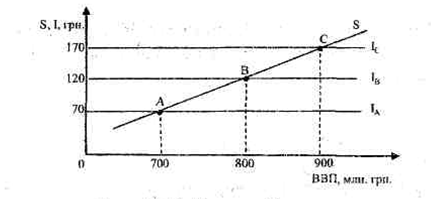 S, I, грн.
S
170
C
I_C
120
B
I_B
70
A
I_A
0
700
800
900
ВВП, млн. грн.